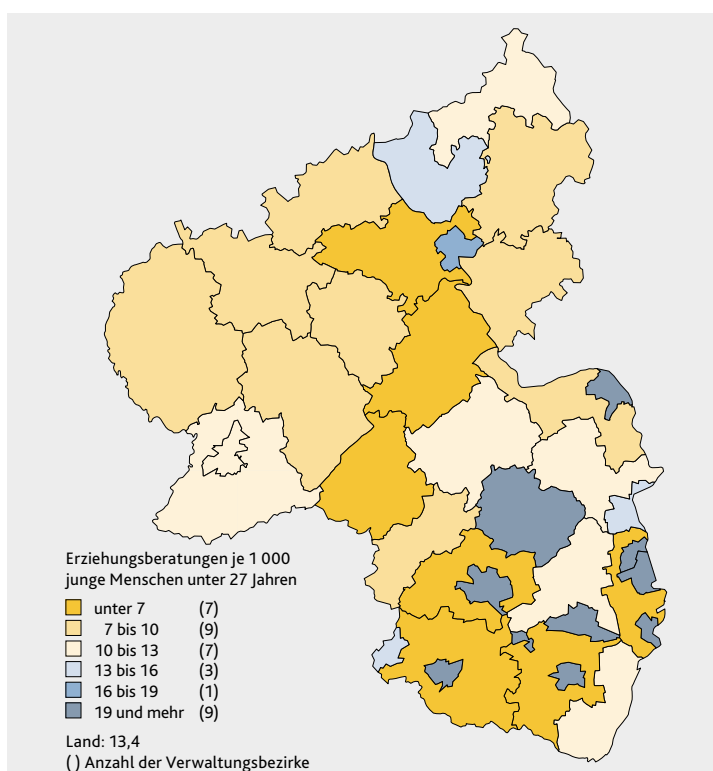 Erziehungsberatungen je 1 000
junge Menschen unter 27 Jahren
unter 7 (7)
7 bis 10 (9)
10 bis 13 (7)
13 bis 16 (3)
16 bis 19 (1)
19 und mehr (9)
Land: 13,4
( ) Anzahl der Verwaltungsbezirke